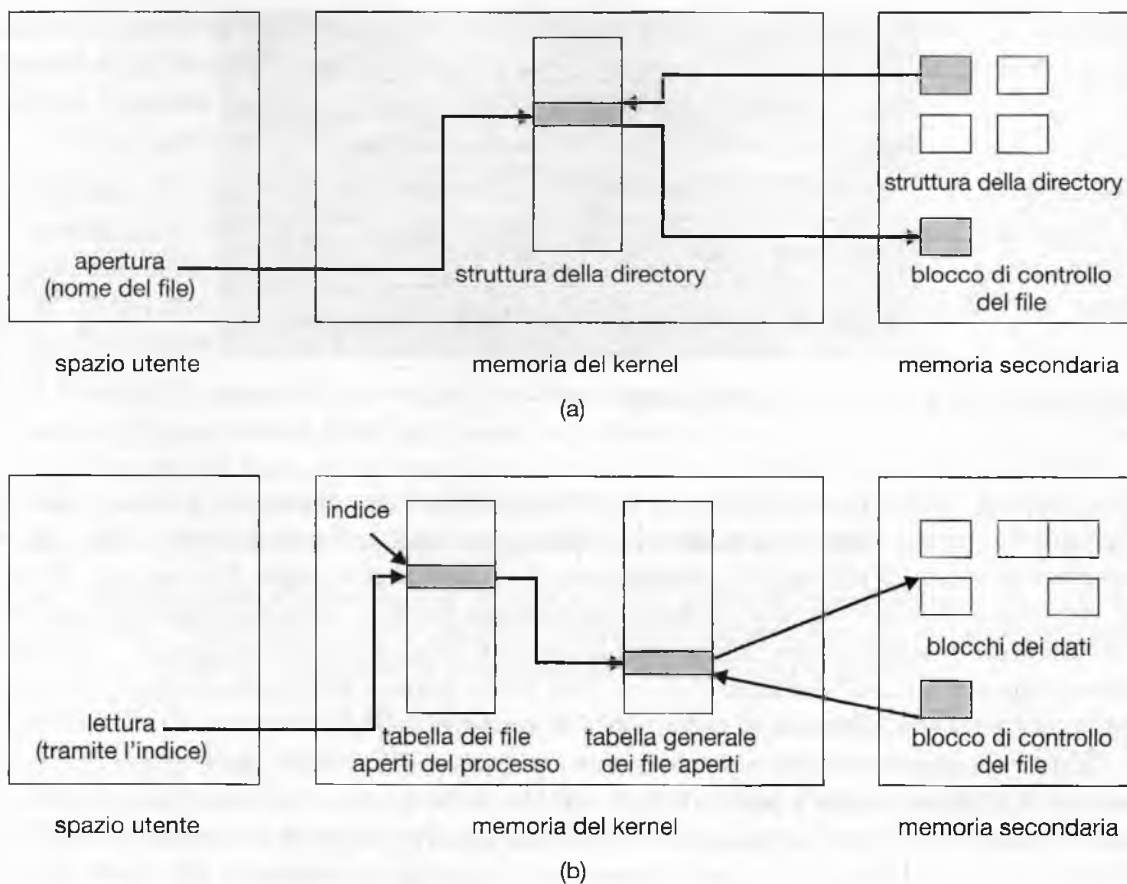 apertura
(nome del file)
struttura della directory
struttura della directory
blocco di controllo
del file
spazio utente
memoria del kernel
memoria secondaria
(a)
indice
lettura
(tramite l'indice)
tabella dei file
aperti del processo
tabella generale
dei file aperti
blocchi dei dati
blocco di controllo
del file
spazio utente
memoria del kernel
memoria secondaria
(b)